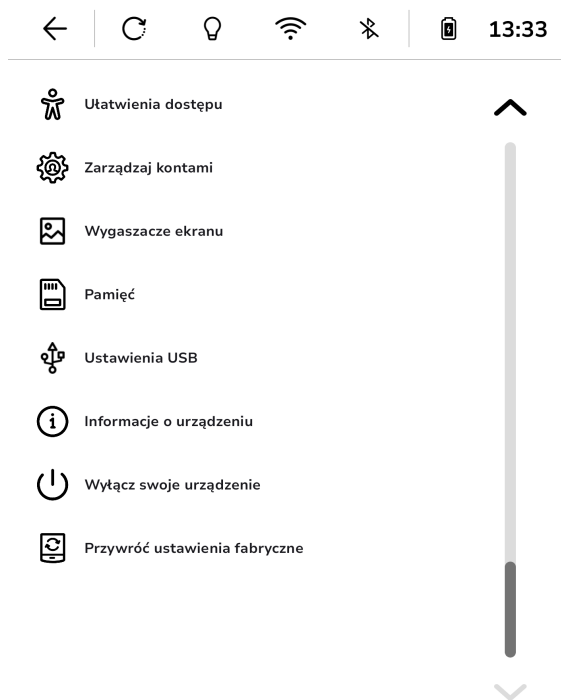 13:33
Ułatwienia dostępu
Zarządzaj kontami
Wygaszacze ekranu
Pamięć
Ustawienia USB
Informacje o urządzeniu
Wyłącz swoje urządzenie
Przywróć ustawienia fabryczne